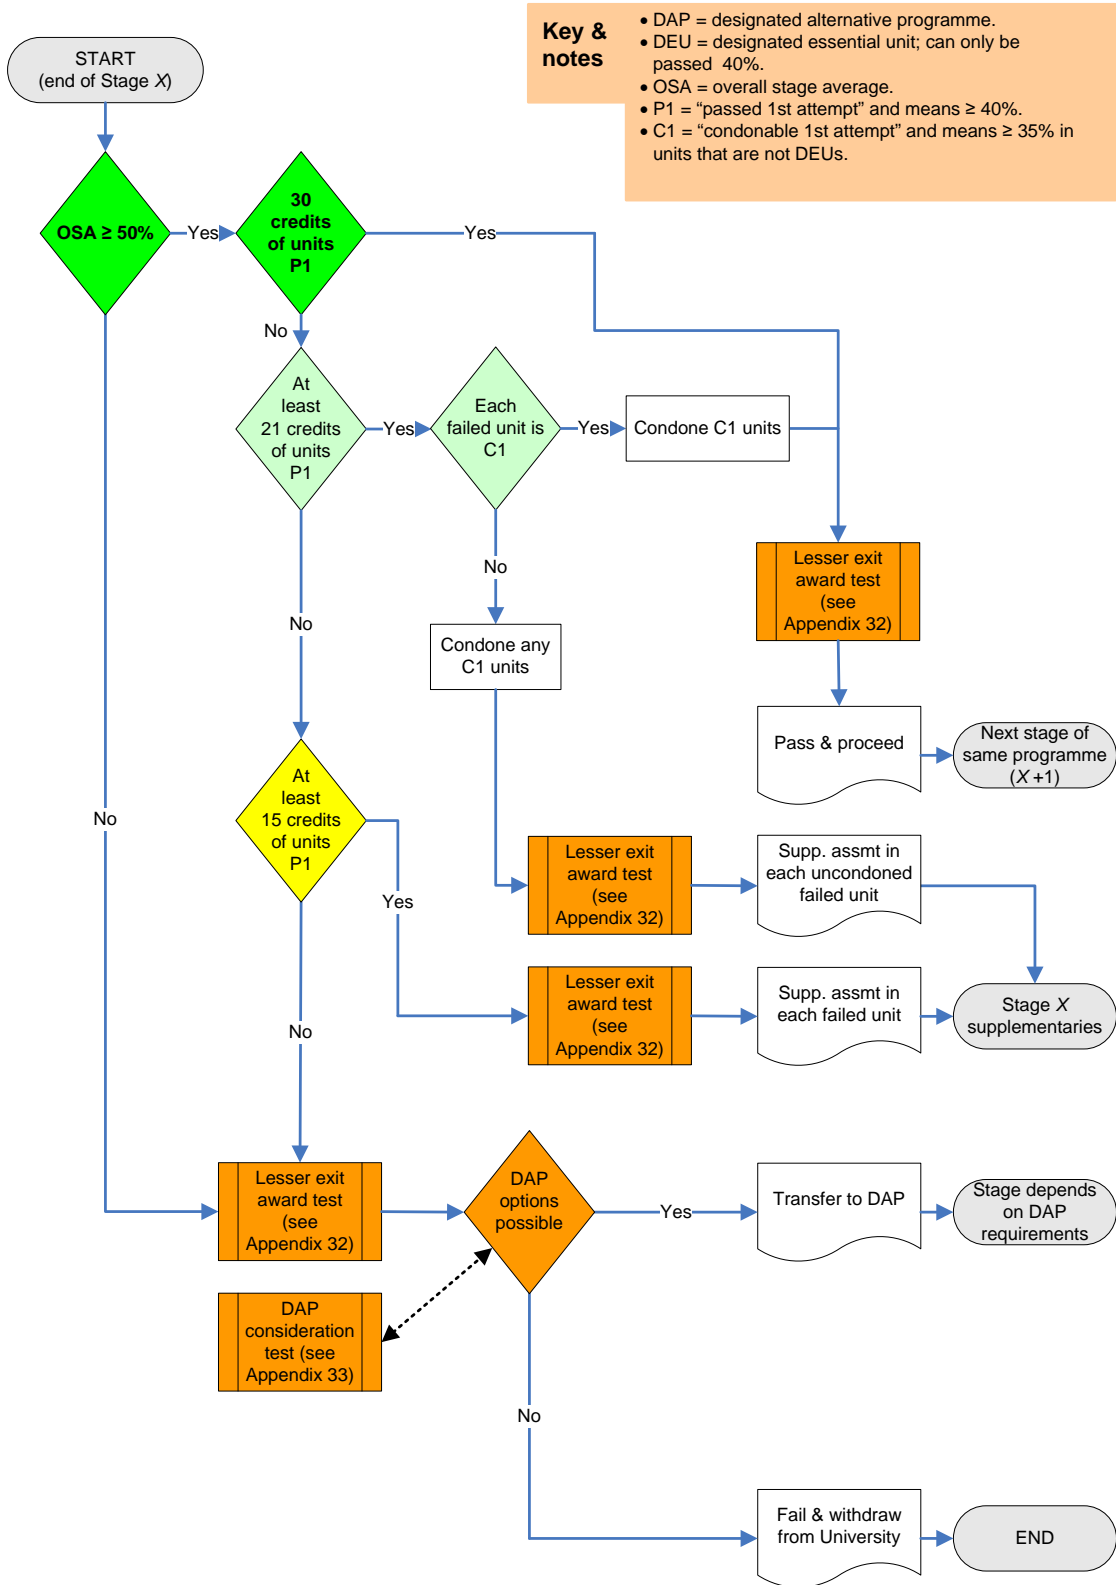 Key &
notes
• DAP = designated alternative programme.
• DEU = designated essential unit; can only be
passed  40%.
• OSA = overall stage average.
• P1 = “passed 1st attempt” and means ≥ 40%.
• C1 = “condonable 1st attempt” and means ≥ 35% in
units that are not DEUs.
START
(end of Stage X)
OSA ≥ 50%
Yes
30
credits
of units
P1
Yes
No
At
least
21 credits
of units
P1
Yes
Each
failed unit is
C1
Yes
Condone C1 units
No
Condone any
C1 units
Lesser exit
award test
(see
Appendix 32)
No
Pass & proceed
Next stage of
same programme
(X +1)
At
least
15 credits
of units
P1
No
Yes
Lesser exit
award test
(see
Appendix 32)
Supp. assmt in
each uncondoned
failed unit
Lesser exit
award test
(see
Appendix 32)
Supp. assmt in
each failed unit
Stage X
supplementaries
No
Lesser exit
award test
(see
Appendix 32)
DAP
options
possible
Yes
Transfer to DAP
Stage depends
on DAP
requirements
DAP
consideration
test (see
Appendix 33)
No
Fail & withdraw
from University
END